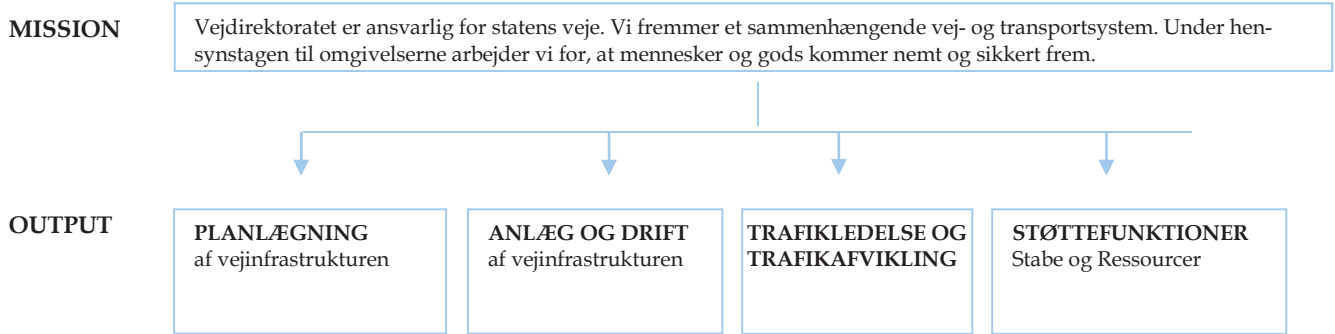 MISSION
Vejdirektoratet er ansvarlig for statens veje. Vi fremmer et sammenhængende vej- og transportsystem. Under hen-
synstagen til omgivelserne arbejder vi for, at mennesker og gods kommer nemt og sikkert frem.
OUTPUT
PLANLÆGNING
af vejinfrastrukturen
ANLÆG OG DRIFT
af vejinfrastrukturen
TRAFIKLEDELSE OG
TRAFIKAFVIKLING
STØTTEFUNKTIONER
Stabe og Ressourcer